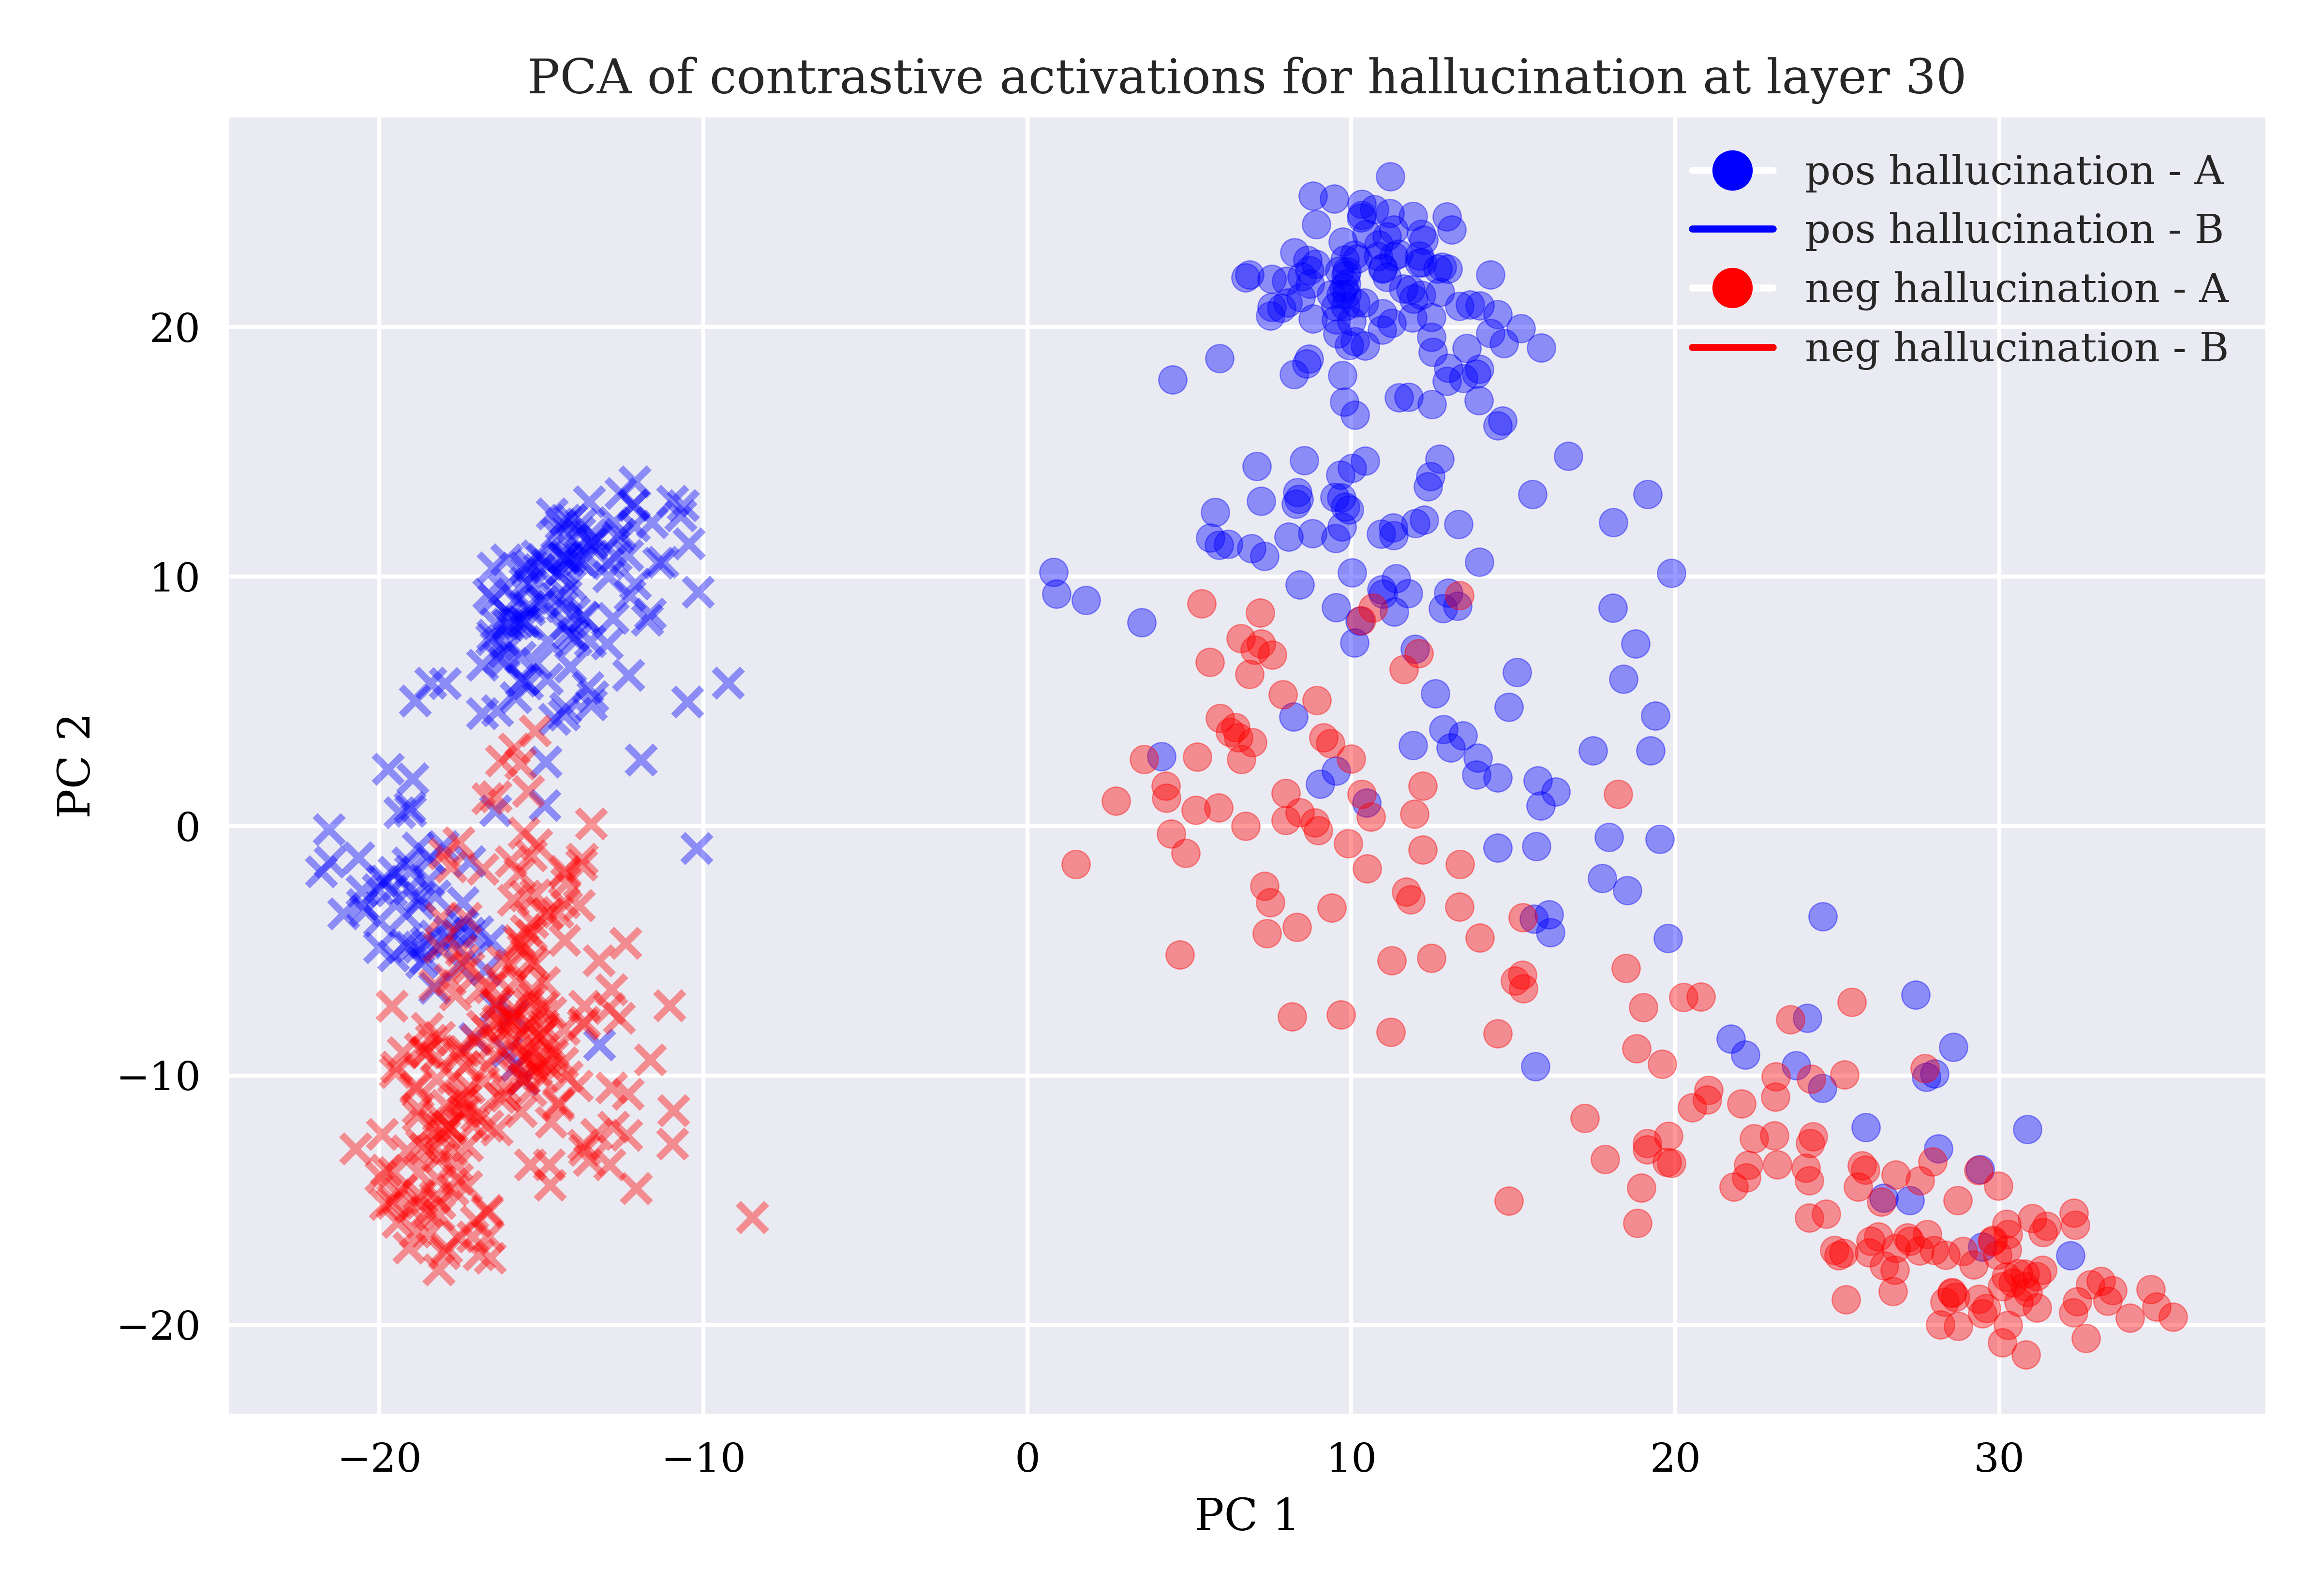 PCA of contrastive activations for hallucination at layer 30
pos hallucination - A
pos hallucination - B
neg hallucination - A
neg hallucination - B
20
10
0
−10
−20
PC 2
−20 −10 0 10 20 30
PC 1